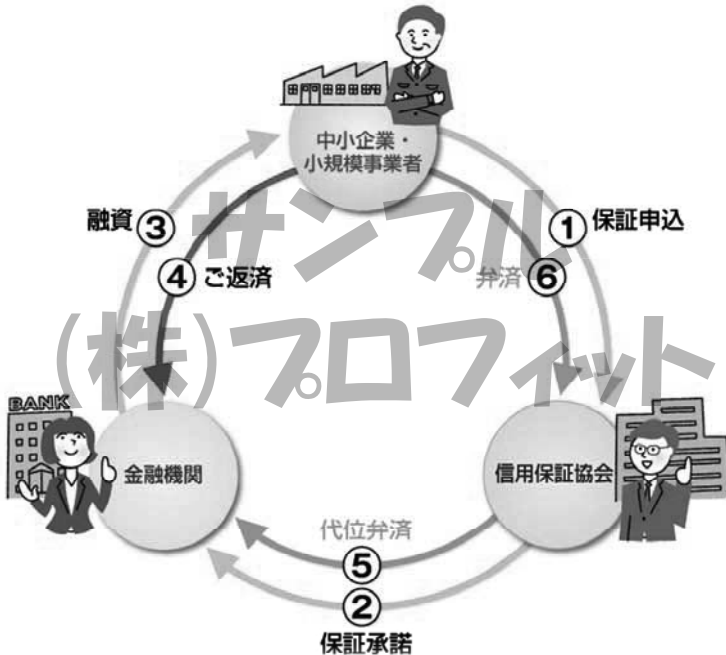 中小企業・
小規模事業者
融資 ③
① 保証申込
④ ご返済
弁済 ⑥
サンプル
(株)プロフィット
BANK
金融機関
信用保証協会
代位弁済
⑤
②
保証承諾